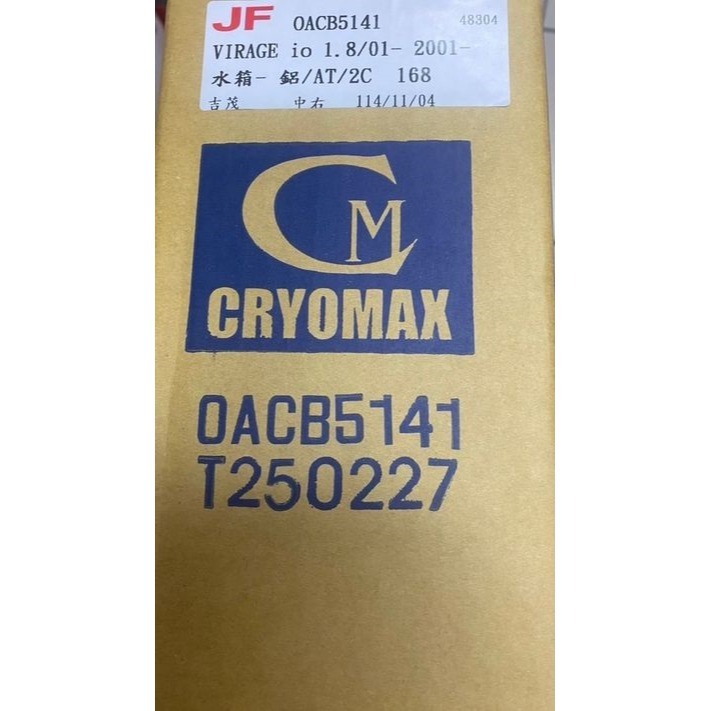 JF OACB5141 48304
VIRAGE io 1.8/01- 2001-
水箱- 鋁/AT/2C 168
吉茂 中右 114/11/04
CM
CRYOMAX
OACB5141
T250227